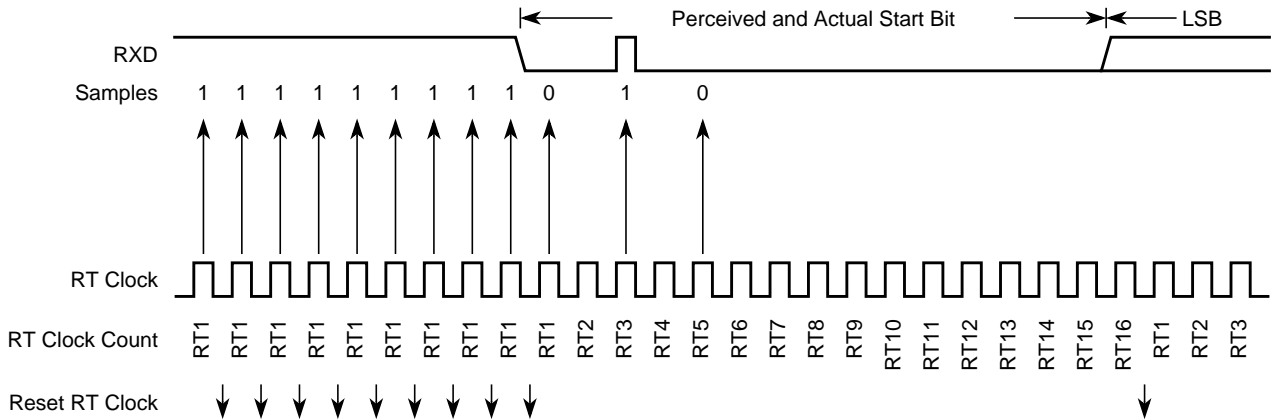 Perceived and Actual Start Bit LSB
RXD
Samples 1 1 1 1 1 1 1 1 1 0 1 0
RT Clock
RT Clock Count RT1 RT1 RT1 RT1 RT1 RT1 RT1 RT1 RT1 RT1 RT2 RT3 RT4 RT5 RT6 RT7 RT8 RT9 RT10 RT11 RT12 RT13 RT14 RT15 RT16 RT1 RT2 RT3
Reset RT Clock